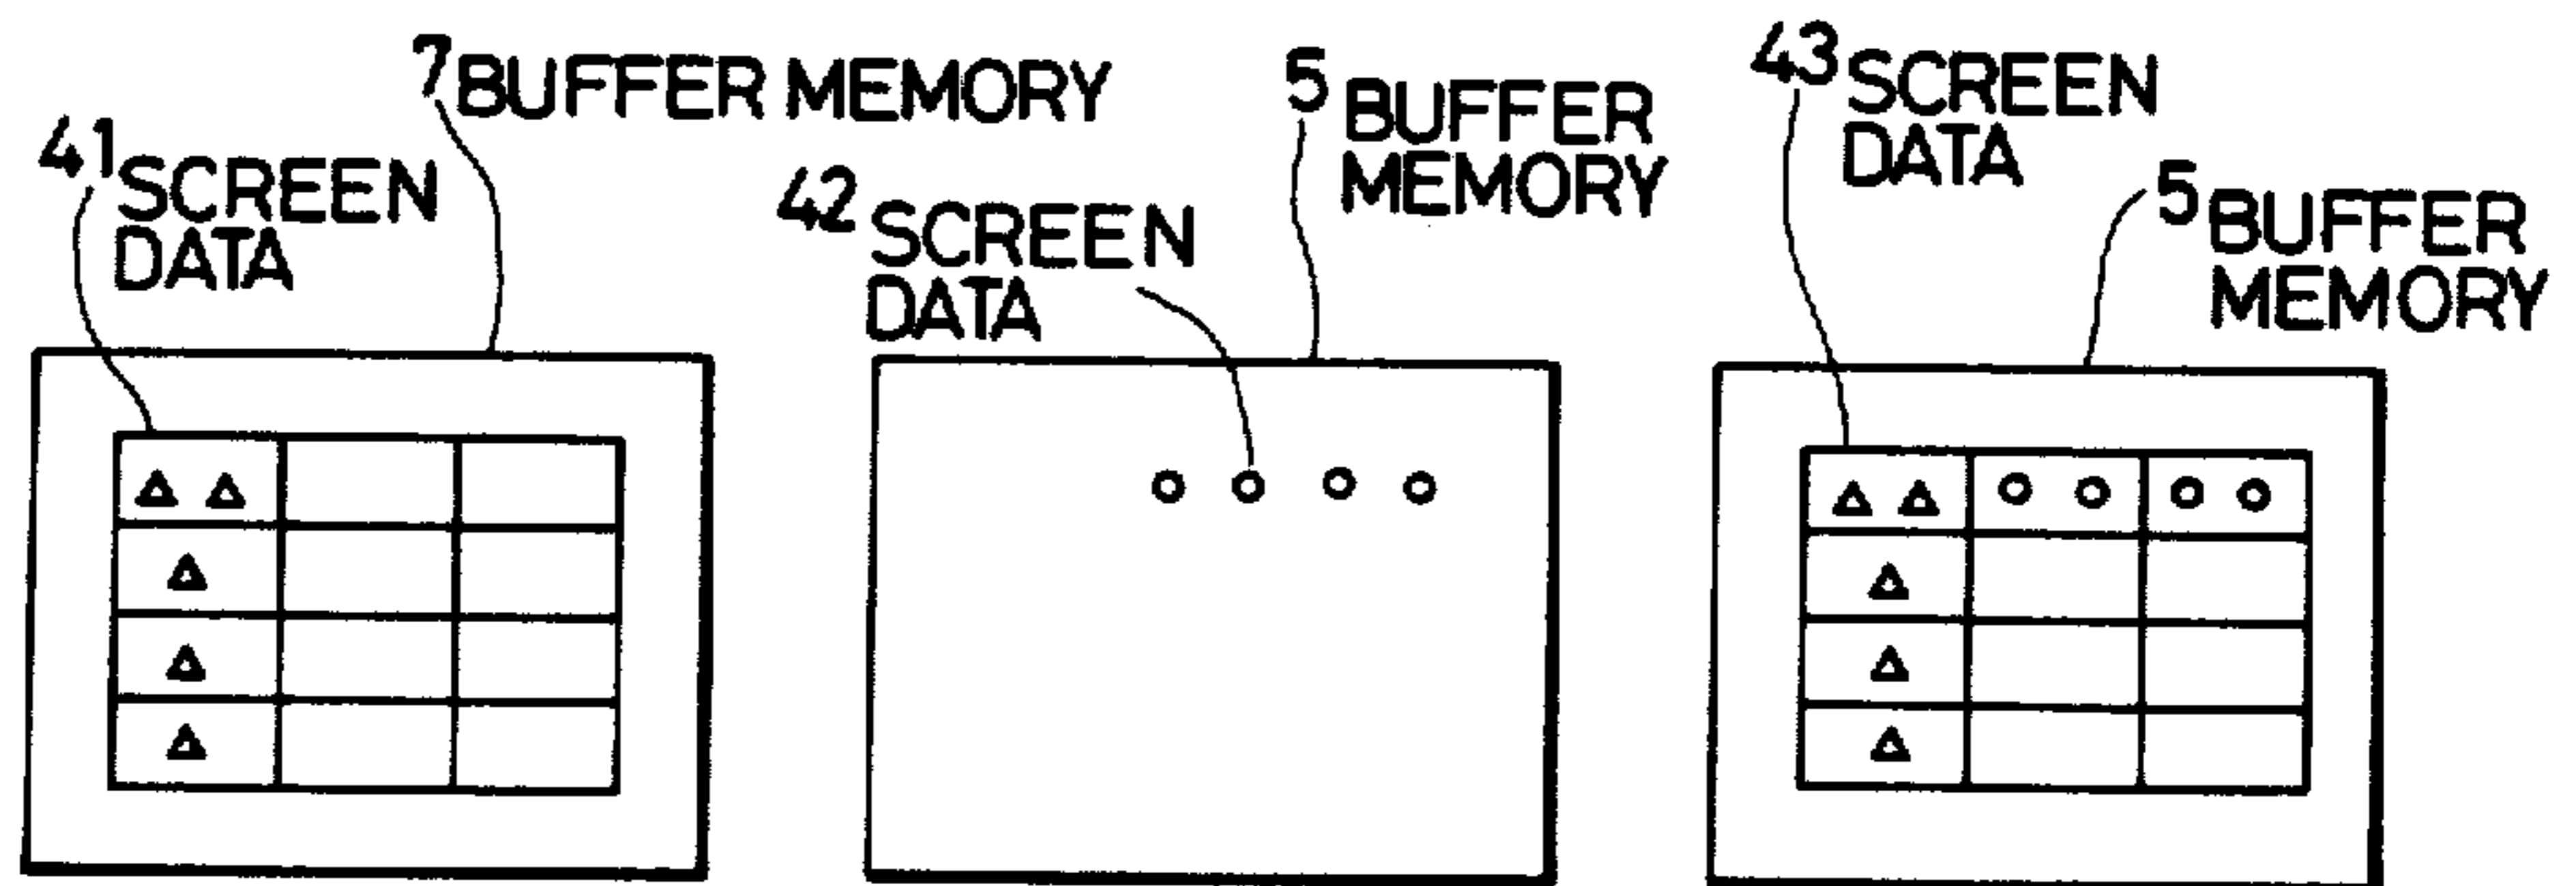 7 BUFFER MEMORY
41 SCREEN
DATA
5 BUFFER
MEMORY
42 SCREEN
DATA
43 SCREEN
DATA
5 BUFFER
MEMORY